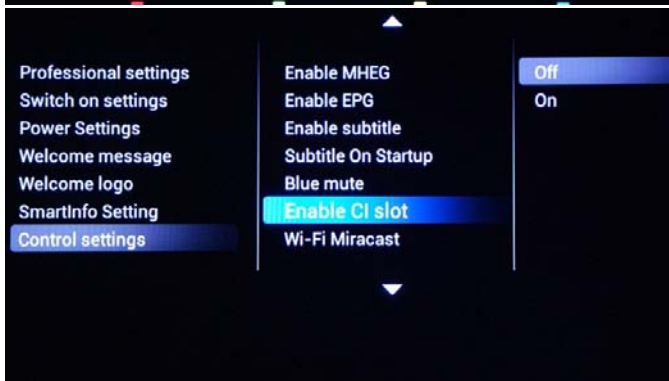 Professional settings
Switch on settings
Power Settings
Welcome message
Welcome logo
SmartInfo Setting
Control settings
Enable MHEG
Enable EPG
Enable subtitle
Subtitle On Startup
Blue mute
Enable CI slot
Wi-Fi Miracast
Off
On